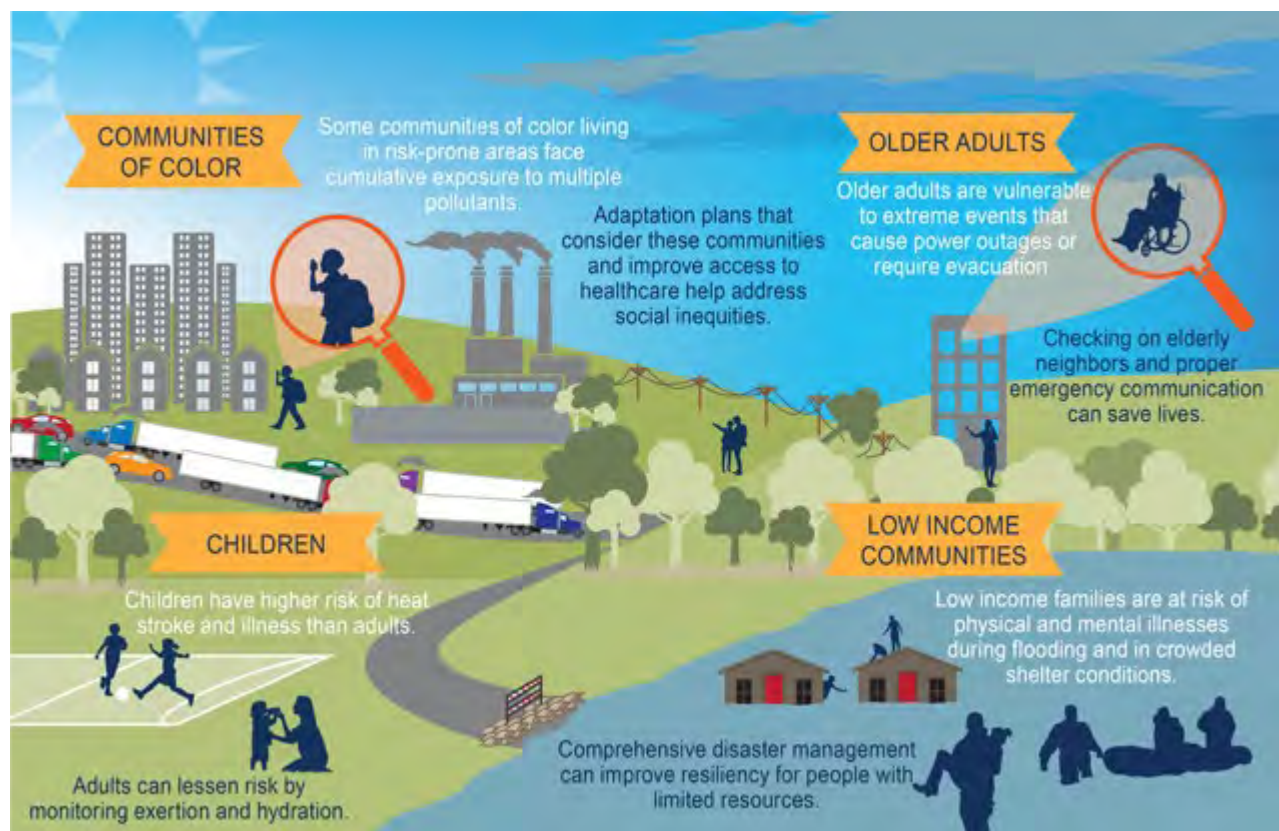 COMMUNITIES
OF COLOR
Some communities of color living
in risk-prone areas face
cumulative exposure to multiple
pollutants.
Adaptation plans that
consider these communities
and improve access to
healthcare help address
social inequities.
OLDER ADULTS
Older adults are vulnerable
to extreme events that
cause power outages or
require evacuation
Checking on elderly
neighbors and proper
emergency communication
can save lives.
CHILDREN
Children have higher risk of heat
stroke and illness than adults.
Adults can lessen risk by
monitoring exertion and hydration.
LOW INCOME
COMMUNITIES
Low income families are at risk of
physical and mental illnesses
during flooding and in crowded
shelter conditions.
Comprehensive disaster management
can improve resiliency for people with
limited resources.